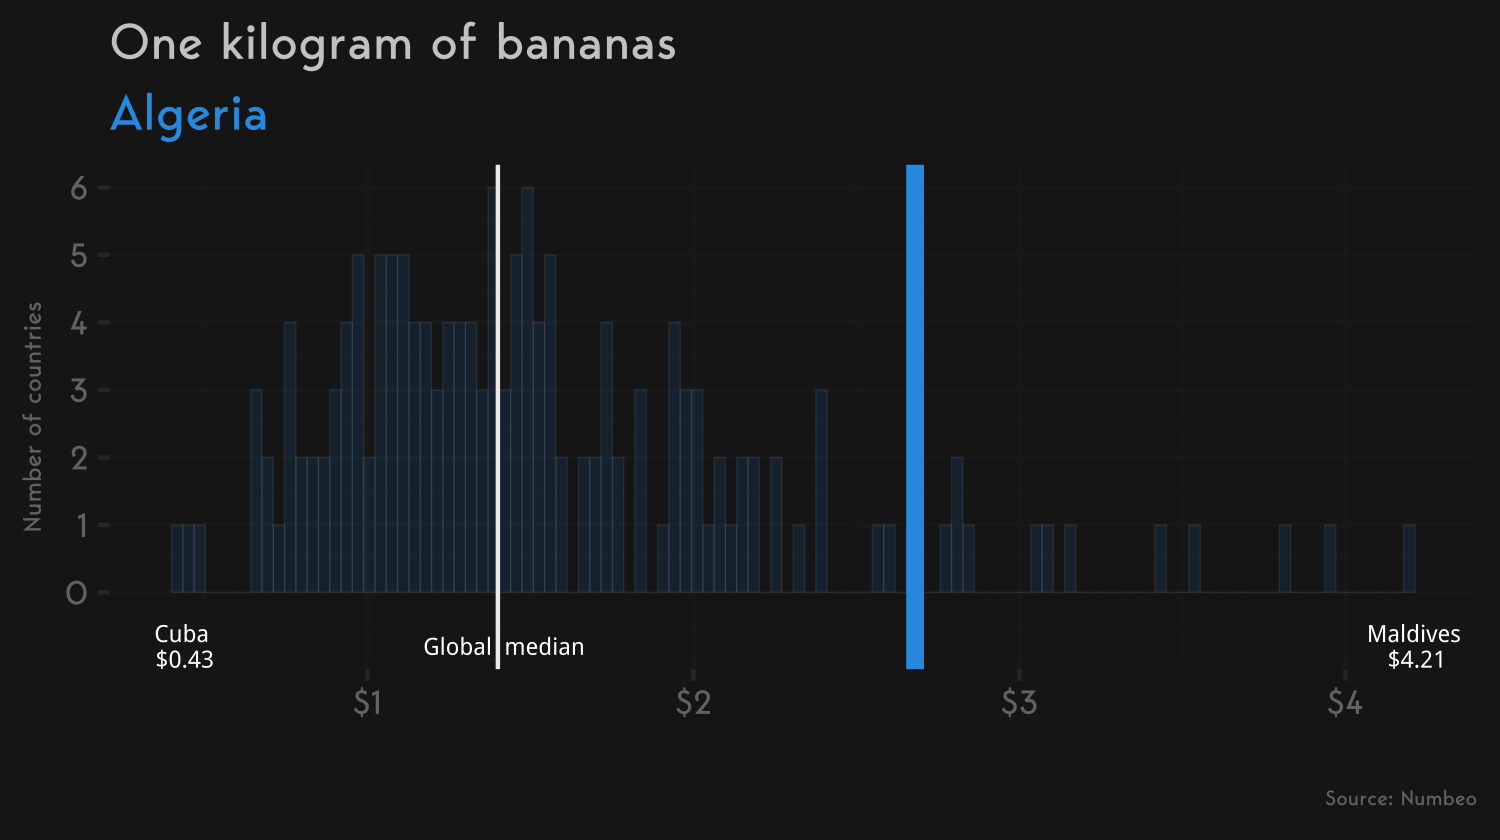 One kilogram of bananas
Algeria
Number of countries
6
5
4
3
2
1
0
Cuba
$0.43
Global median
Maldives
$4.21
$1 $2 $3 $4
Source: Numbeo